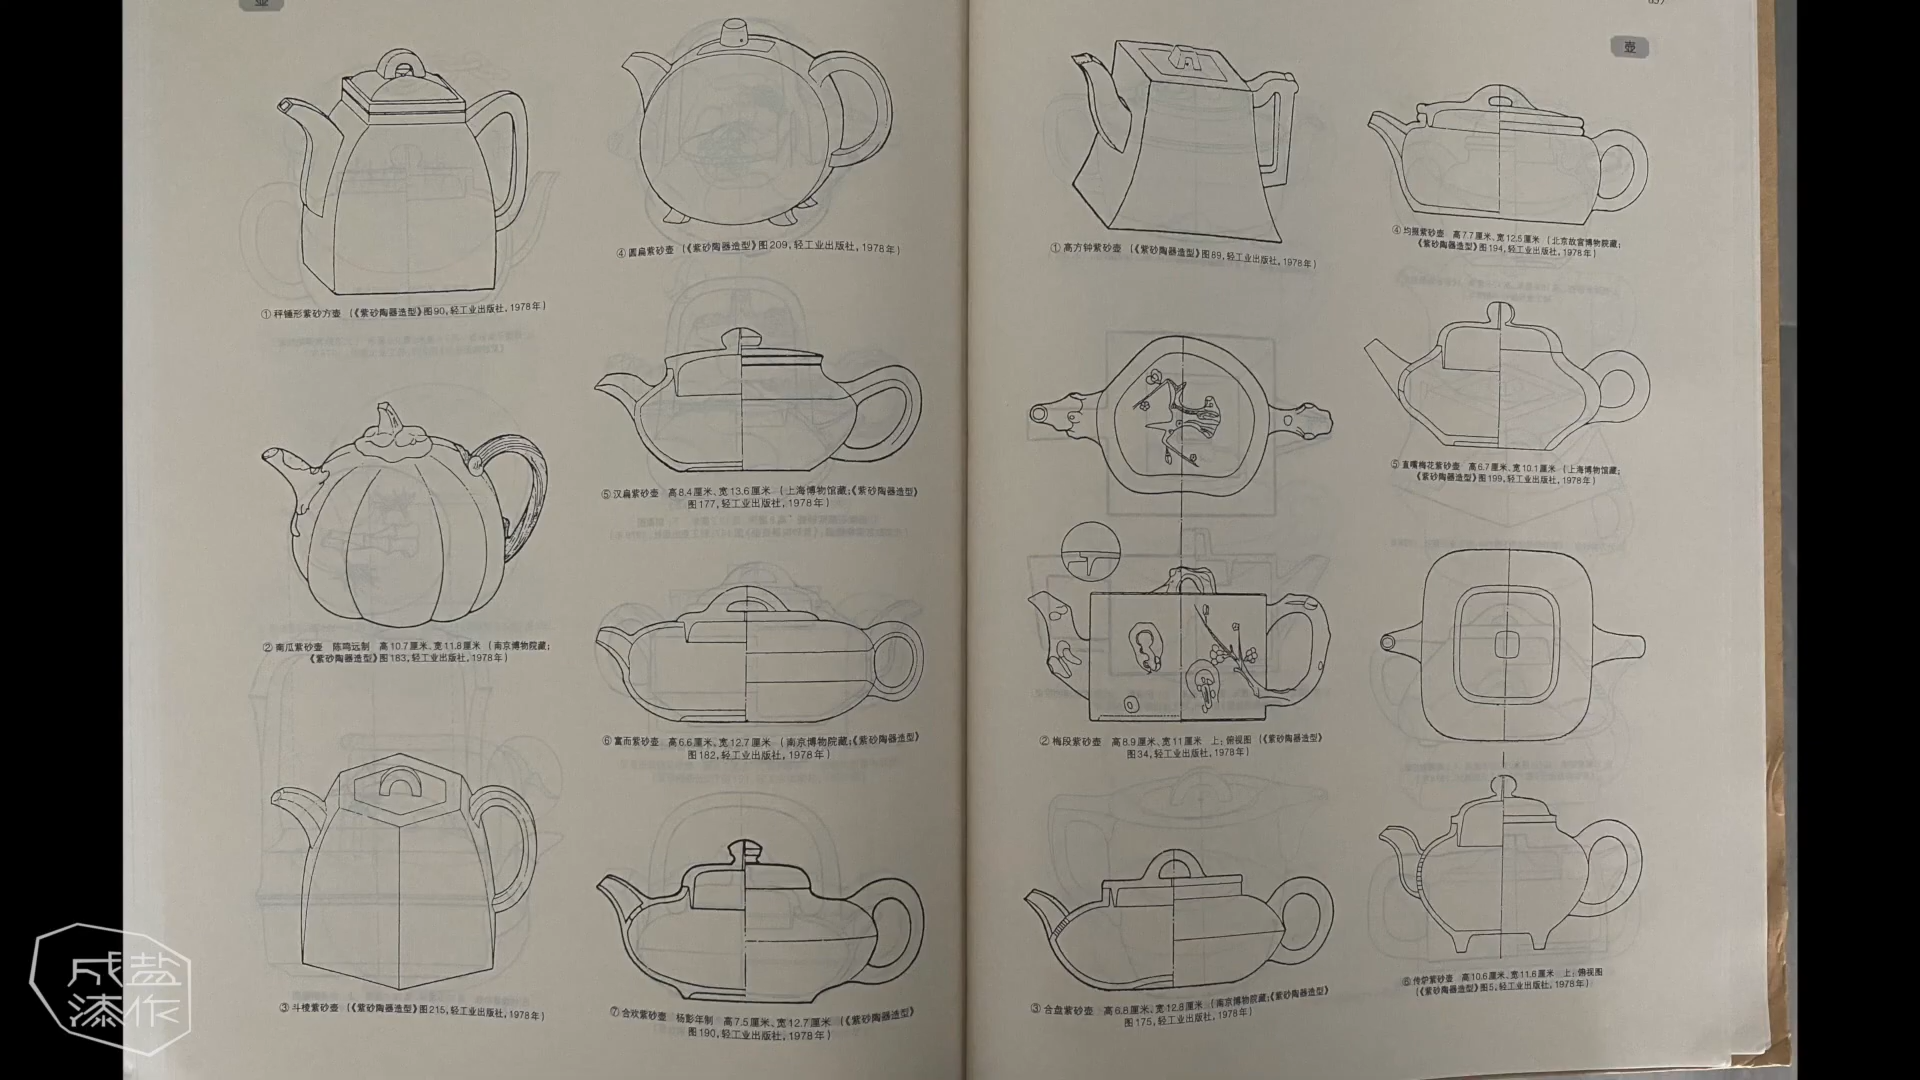 壶
①秤锤形紫砂方壶 (《紫砂陶器造型》图90,轻工业出版社,1978年)
②南瓜紫砂壶 陈鸣远制 高10.7厘米、宽11.8厘米 (南京博物院藏;
《紫砂陶器造型》图183,轻工业出版社,1978年)
③斗棱紫砂壶 (《紫砂陶器造型》图215,轻工业出版社,1978年)
④圆扁紫砂壶 (《紫砂陶器造型》图209,轻工业出版社,1978年)
⑤汉扁紫砂壶 高8.4厘米、宽13.6厘米 (上海博物馆藏;《紫砂陶器造型》
图177,轻工业出版社,1978年)
⑥富而紫砂壶 高6.6厘米、宽12.7厘米 (南京博物院藏;《紫砂陶器造型》
图182,轻工业出版社,1978年)
⑦合欢紫砂壶 杨彭年制 高7.5厘米、宽12.7厘米 (《紫砂陶器造型》
图190,轻工业出版社,1978年)
壶
①高方钟紫砂壶 (《紫砂陶器造型》图89,轻工业出版社,1978年)
②梅段紫砂壶 高8.9厘米、宽11厘米 上:俯视图 (《紫砂陶器造型》
图34,轻工业出版社,1978年)
③合盘紫砂壶 高6.8厘米、宽12.8厘米 (南京博物院藏;《紫砂陶器造型》
图175,轻工业出版社,1978年)
④均提紫砂壶 高7.7厘米、宽12.5厘米 (北京故宫博物院藏;
《紫砂陶器造型》图194,轻工业出版社,1978年)
⑤直嘴梅花紫砂壶 高6.7厘米、宽10.1厘米 (上海博物馆藏;
《紫砂陶器造型》图199,轻工业出版社,1978年)
⑥传炉紫砂壶 高10.6厘米、宽11.6厘米 上:俯视图
(《紫砂陶器造型》图5,轻工业出版社,1978年)
成盐
漆作